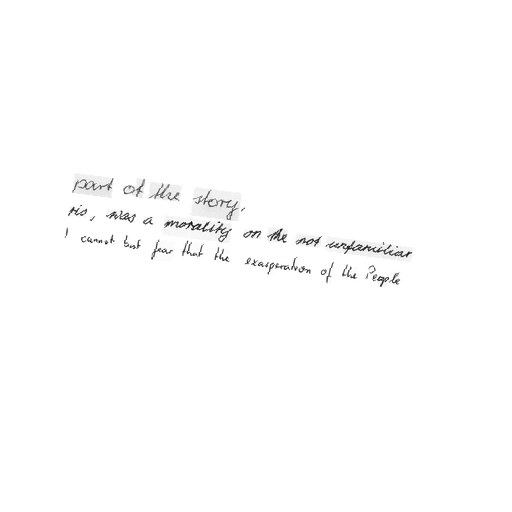 part of the story.
rio, was a morality on the not unfamiliar
I cannot but fear that the exasperation of the People